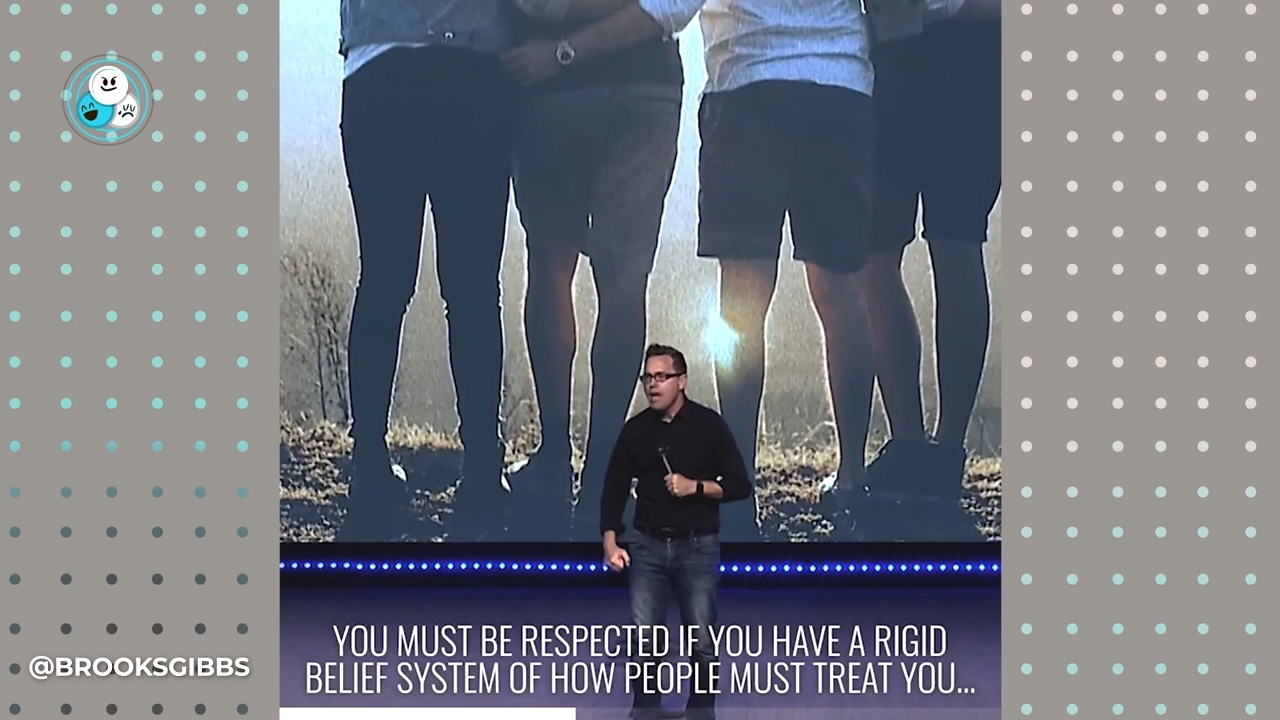 @BROOKSGIBBS
YOU MUST BE RESPECTED IF YOU HAVE A RIGID
BELIEF SYSTEM OF HOW PEOPLE MUST TREAT YOU...